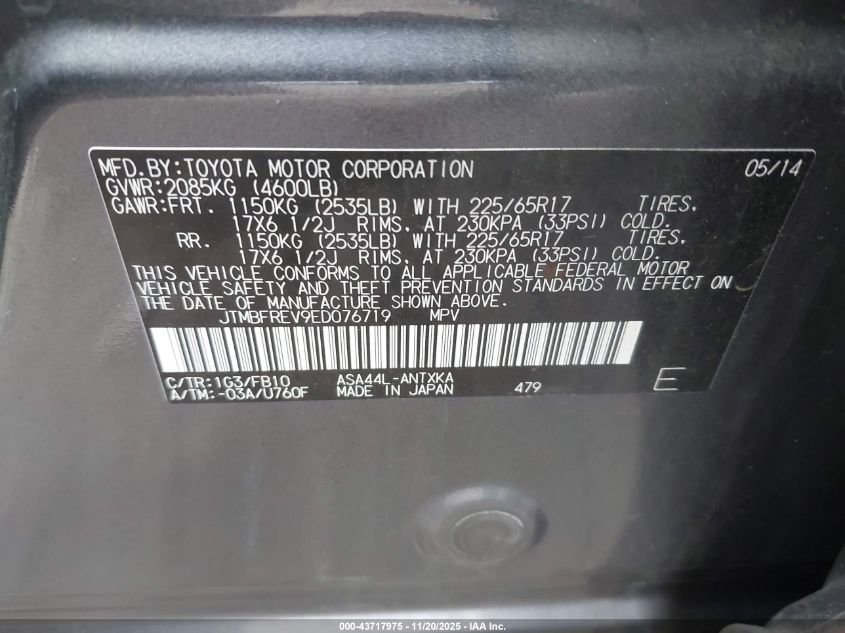 MFD.BY:TOYOTA MOTOR CORPORATION 05/14
GVWR:2085KG (4600LB)
GAWR:FRT. 1150KG (2535LB) WITH 225/65R17 TIRES.
17X6 1/2J RIMS. AT 230KPA (33PSI) COLD.
RR. 1150KG (2535LB) WITH 225/65R17 TIRES.
17X6 1/2J RIMS. AT 230KPA (33PSI) COLD.
THIS VEHICLE CONFORMS TO ALL APPLICABLE FEDERAL MOTOR
VEHICLE SAFETY AND THEFT PREVENTION STANDARDS IN EFFECT ON
THE DATE OF MANUFACTURE SHOWN ABOVE.
JTMBFREV9ED076719 MPV
C/TR:1G3/FB10 ASA44L-ANTXKA
A/TM:-03A/U760F MADE IN JAPAN 479 E
000-43717975 - 11/20/2025 - IAA Inc.